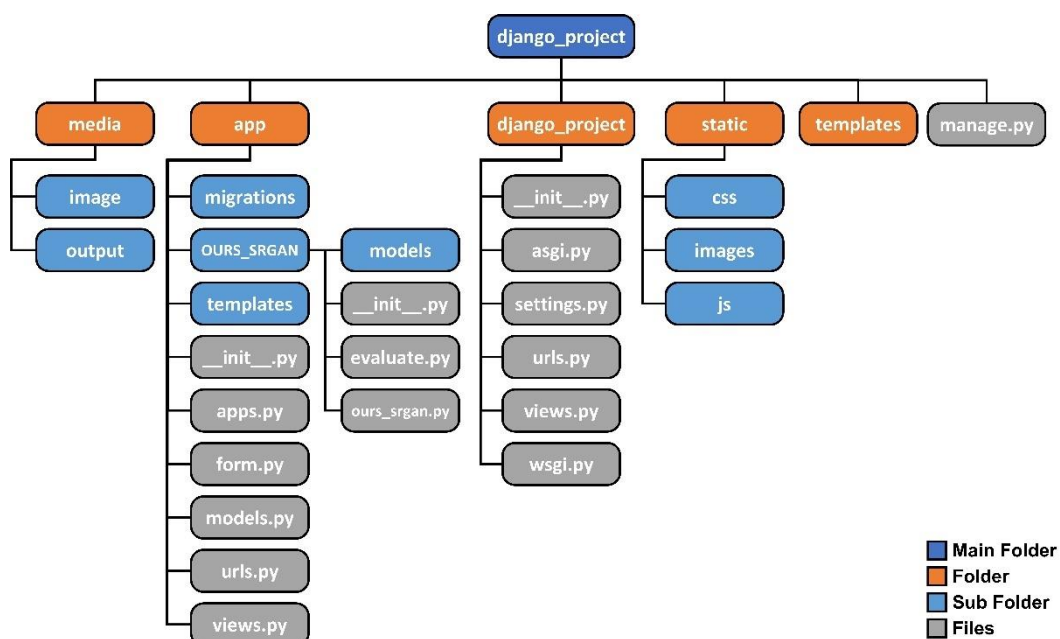 django_project
media
app
django_project
static
templates
manage.py
image
output
migrations
OURS_SRGAN
templates
__init__.py
apps.py
form.py
models.py
urls.py
views.py
models
__init__.py
evaluate.py
ours_srgan.py
__init__.py
asgi.py
settings.py
urls.py
views.py
wsgi.py
css
images
js
Main Folder
Folder
Sub Folder
Files